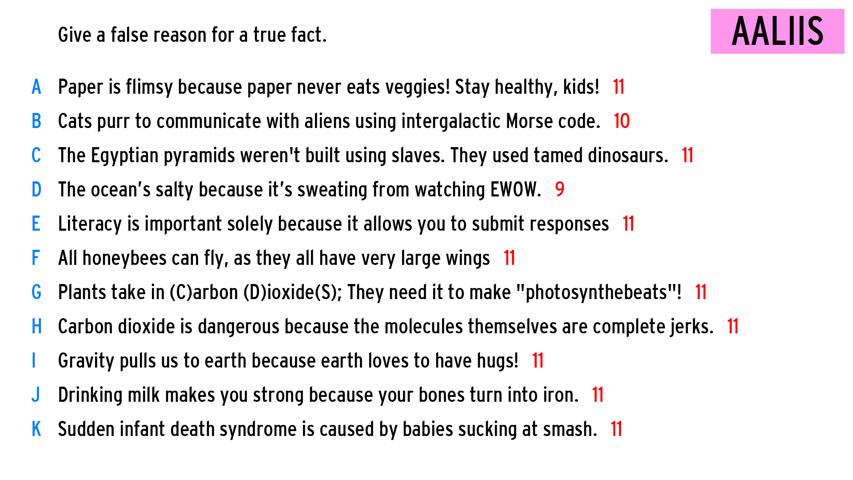 Give a false reason for a true fact.
AALIIS
A Paper is flimsy because paper never eats veggies! Stay healthy, kids! 11
B Cats purr to communicate with aliens using intergalactic Morse code. 10
C The Egyptian pyramids weren't built using slaves. They used tamed dinosaurs. 11
D The ocean’s salty because it’s sweating from watching EWOW. 9
E Literacy is important solely because it allows you to submit responses 11
F All honeybees can fly, as they all have very large wings 11
G Plants take in (C)arbon (D)ioxide(S); They need it to make "photosynthebeats"! 11
H Carbon dioxide is dangerous because the molecules themselves are complete jerks. 11
I Gravity pulls us to earth because earth loves to have hugs! 11
J Drinking milk makes you strong because your bones turn into iron. 11
K Sudden infant death syndrome is caused by babies sucking at smash. 11